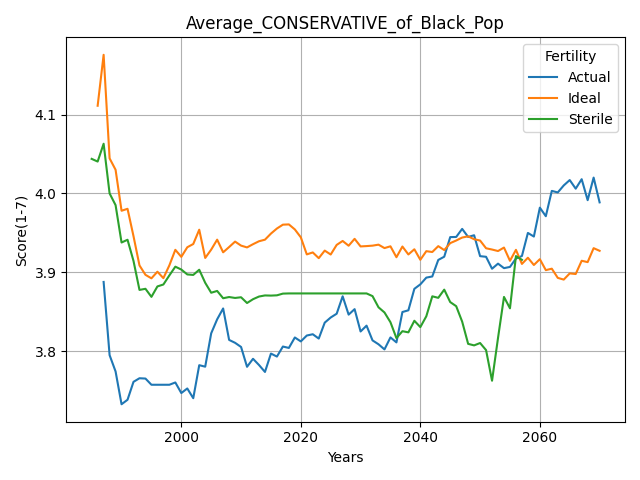 Average_CONSERVATIVE_of_Black_Pop
Fertility
Actual
Ideal
Sterile
Score(1-7)
4.1
4.0
3.9
3.8
2000
2020
2040
2060
Years